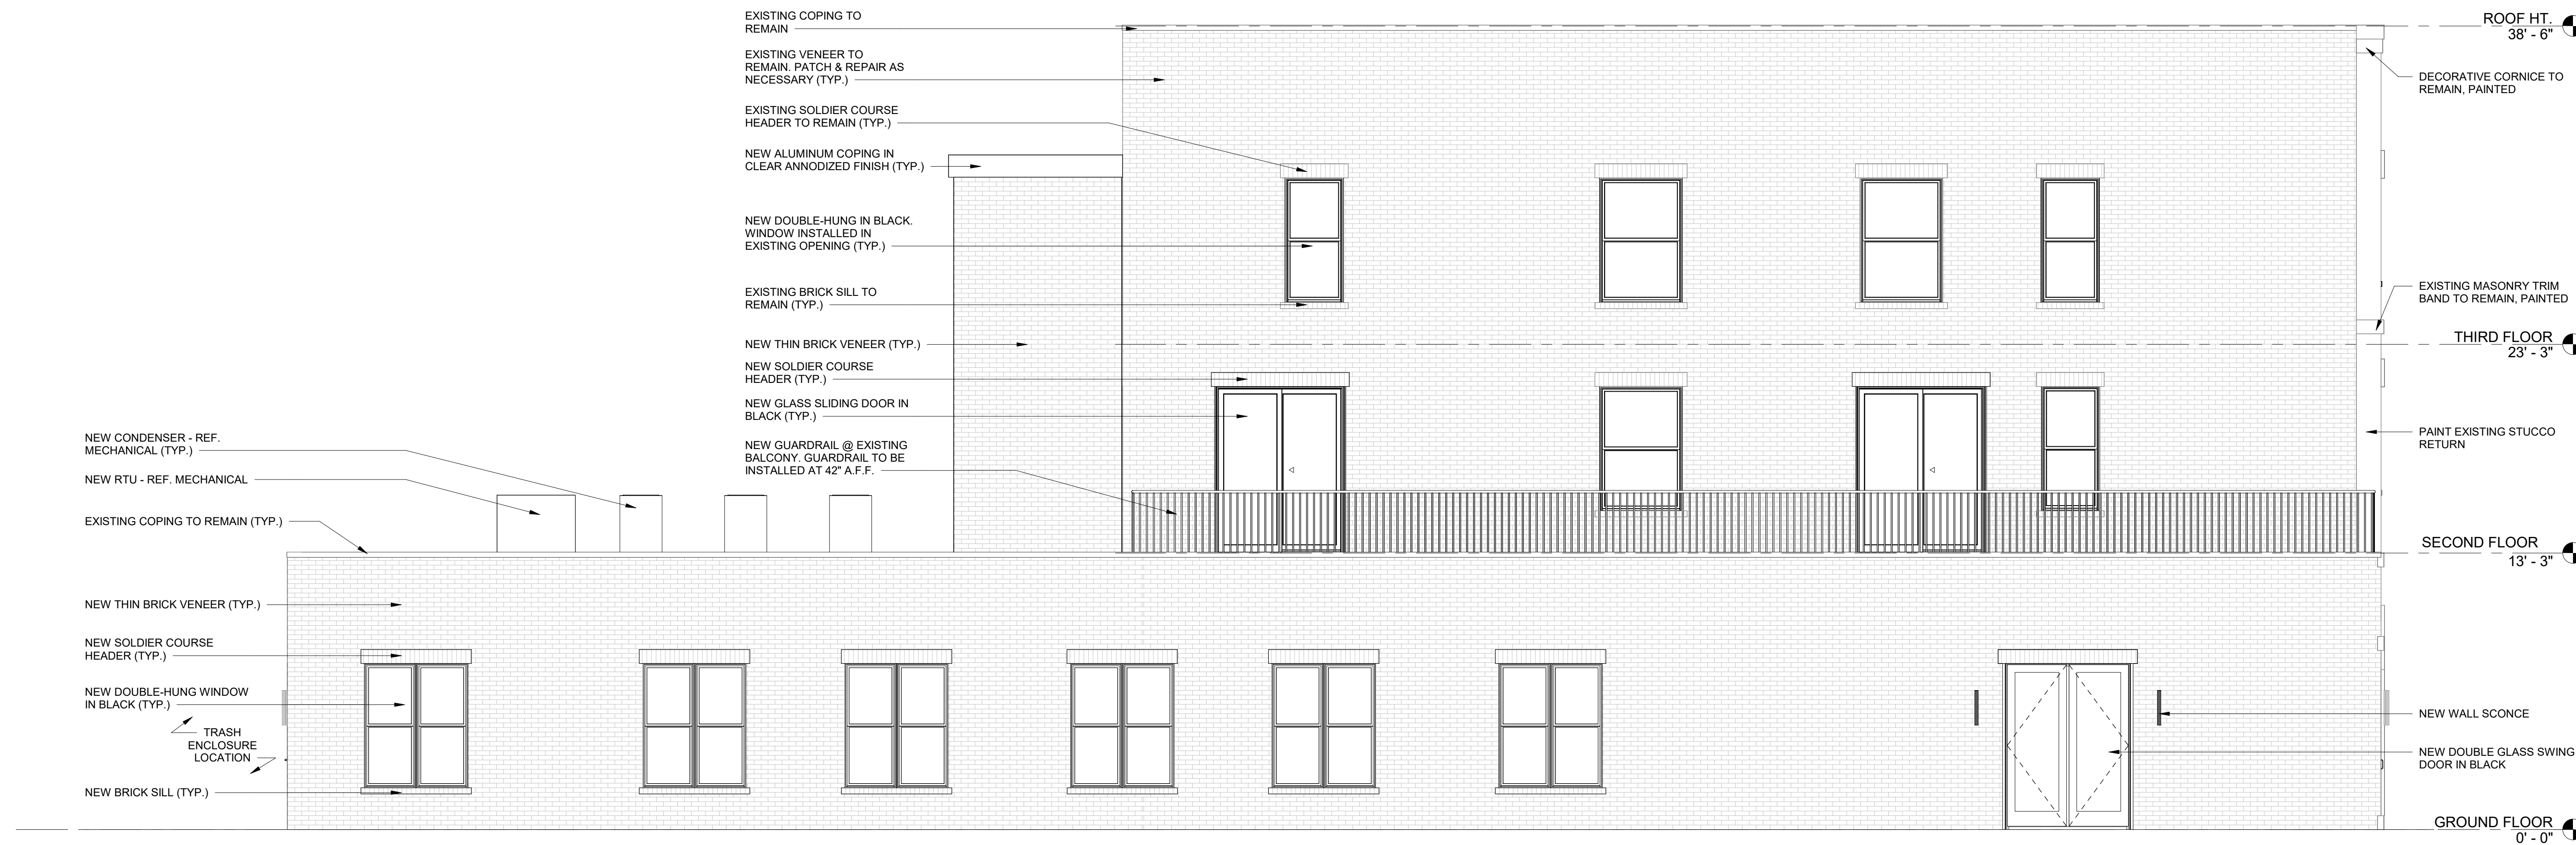 EXISTING COPING TO
REMAIN
EXISTING VENEER TO
REMAIN. PATCH & REPAIR AS
NECESSARY (TYP.)
EXISTING SOLDIER COURSE
HEADER TO REMAIN (TYP.)
NEW ALUMINUM COPING IN
CLEAR ANNODIZED FINISH (TYP.)
NEW DOUBLE-HUNG IN BLACK.
WINDOW INSTALLED IN
EXISTING OPENING (TYP.)
EXISTING BRICK SILL TO
REMAIN (TYP.)
NEW THIN BRICK VENEER (TYP.)
NEW SOLDIER COURSE
HEADER (TYP.)
NEW GLASS SLIDING DOOR IN
BLACK (TYP.)
NEW GUARDRAIL @ EXISTING
BALCONY. GUARDRAIL TO BE
INSTALLED AT 42" A.F.F.
NEW CONDENSER - REF.
MECHANICAL (TYP.)
NEW RTU - REF. MECHANICAL
EXISTING COPING TO REMAIN (TYP.)
NEW THIN BRICK VENEER (TYP.)
NEW SOLDIER COURSE
HEADER (TYP.)
NEW DOUBLE-HUNG WINDOW
IN BLACK (TYP.)
TRASH
ENCLOSURE
LOCATION
NEW BRICK SILL (TYP.)
ROOF HT.
38' - 6"
DECORATIVE CORNICE TO
REMAIN, PAINTED
EXISTING MASONRY TRIM
BAND TO REMAIN, PAINTED
THIRD FLOOR
23' - 3"
PAINT EXISTING STUCCO
RETURN
SECOND FLOOR
13' - 3"
NEW WALL SCONCE
NEW DOUBLE GLASS SWING
DOOR IN BLACK
GROUND FLOOR
0' - 0"